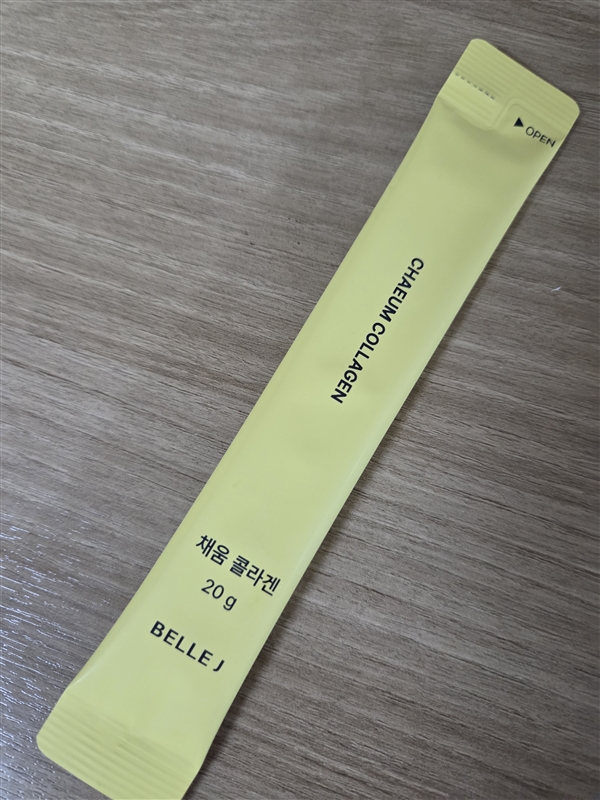 ▶ OPEN
CHAEUM COLLAGEN
채움 콜라겐
20 g
BELLE J